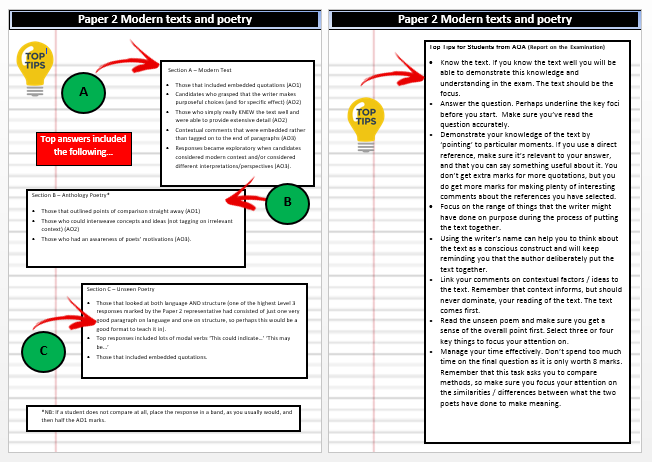 Paper 2 Modern texts and poetry
TOP
TIPS
A
Section A – Modern Text
• Those that included embedded quotations (AO1)
• Candidates who grasped that the writer makes
purposeful choices (and for specific effect) (AO2)
• Those who simply really KNEW the text well and
were able to provide extensive detail (AO2)
• Contextual comments that were embedded rather
than tagged on to the end of paragraphs (AO3)
• Responses became exploratory when candidates
considered modern context and/or considered
different interpretations/perspectives (AO3).
Top answers included
the following...
Section B – Anthology Poetry*
• Those that outlined points of comparison straight away (AO1)
• Those who could interweave concepts and ideas (not tagging on irrelevant
context) (AO2)
• Those who had an awareness of poets' motivations (AO3).
B
Section C – Unseen Poetry
• Those that looked at both language AND structure (one of the highest Level 3
responses marked by the Paper 2 representative had consisted of just one very
good paragraph on language and one on structure, so perhaps this would be a
good format to teach it in).
• Top responses included lots of modal verbs 'This could indicate...' 'This may
be...'
• Those that included embedded quotations.
C
*NB: If a student does not compare at all, place the response in a band, as you usually would, and
then half the AO1 marks.
Paper 2 Modern texts and poetry
TOP
TIPS
Top Tips for Students from AQA (Report on the Examination)
• Know the text. If you know the text well you will be
able to demonstrate this knowledge and
understanding in the exam. The text should be the
focus.
• Answer the question. Perhaps underline the key foci
before you start. Make sure you've read the
question accurately.
• Demonstrate your knowledge of the text by
'pointing' to particular moments. If you use a direct
reference, make sure it's relevant to your answer,
and that you can say something useful about it. You
don't get extra marks for more quotations, but you
do get more marks for making plenty of interesting
comments about the references you have selected.
• Focus on the range of things that the writer might
have done on purpose during the process of putting
the text together.
• Using the writer's name can help you to think about
the text as a conscious construct and will keep
reminding you that the author deliberately put the
text together.
• Link your comments on contextual factors / ideas to
the text. Remember that context informs, but should
never dominate, your reading of the text. The text
comes first.
• Read the unseen poem and make sure you get a
sense of the overall point first. Select three or four
key things to focus your attention on.
• Manage your time effectively. Don't spend too much
time on the final question as it is only worth 8 marks.
Remember that this task asks you to compare
methods, so make sure you focus your attention on
the similarities / differences between what the two
poets have done to make meaning.